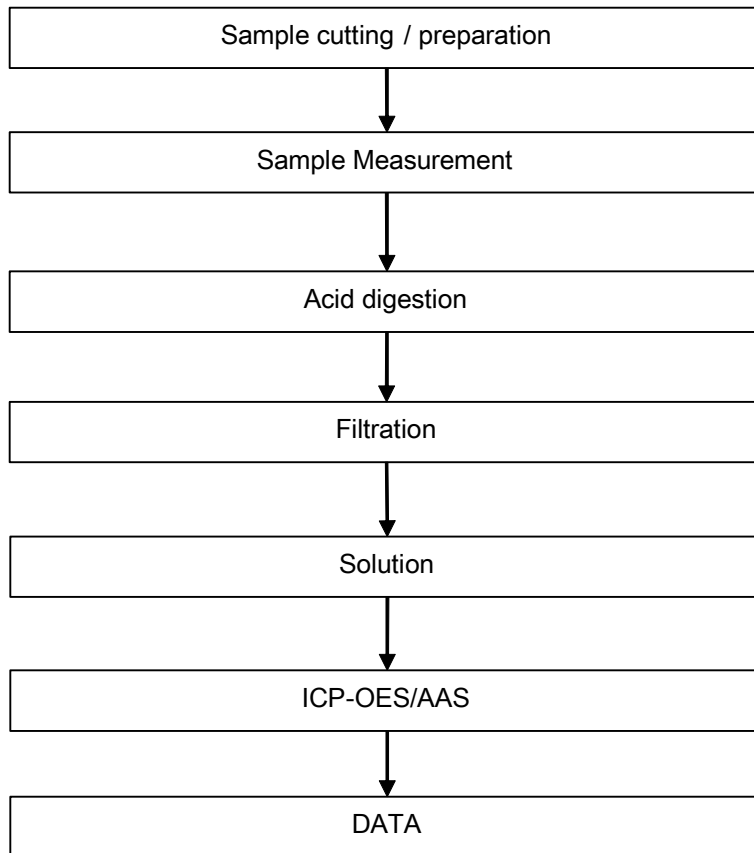 Sample cutting / preparation
Sample Measurement
Acid digestion
Filtration
Solution
ICP-OES/AAS
DATA